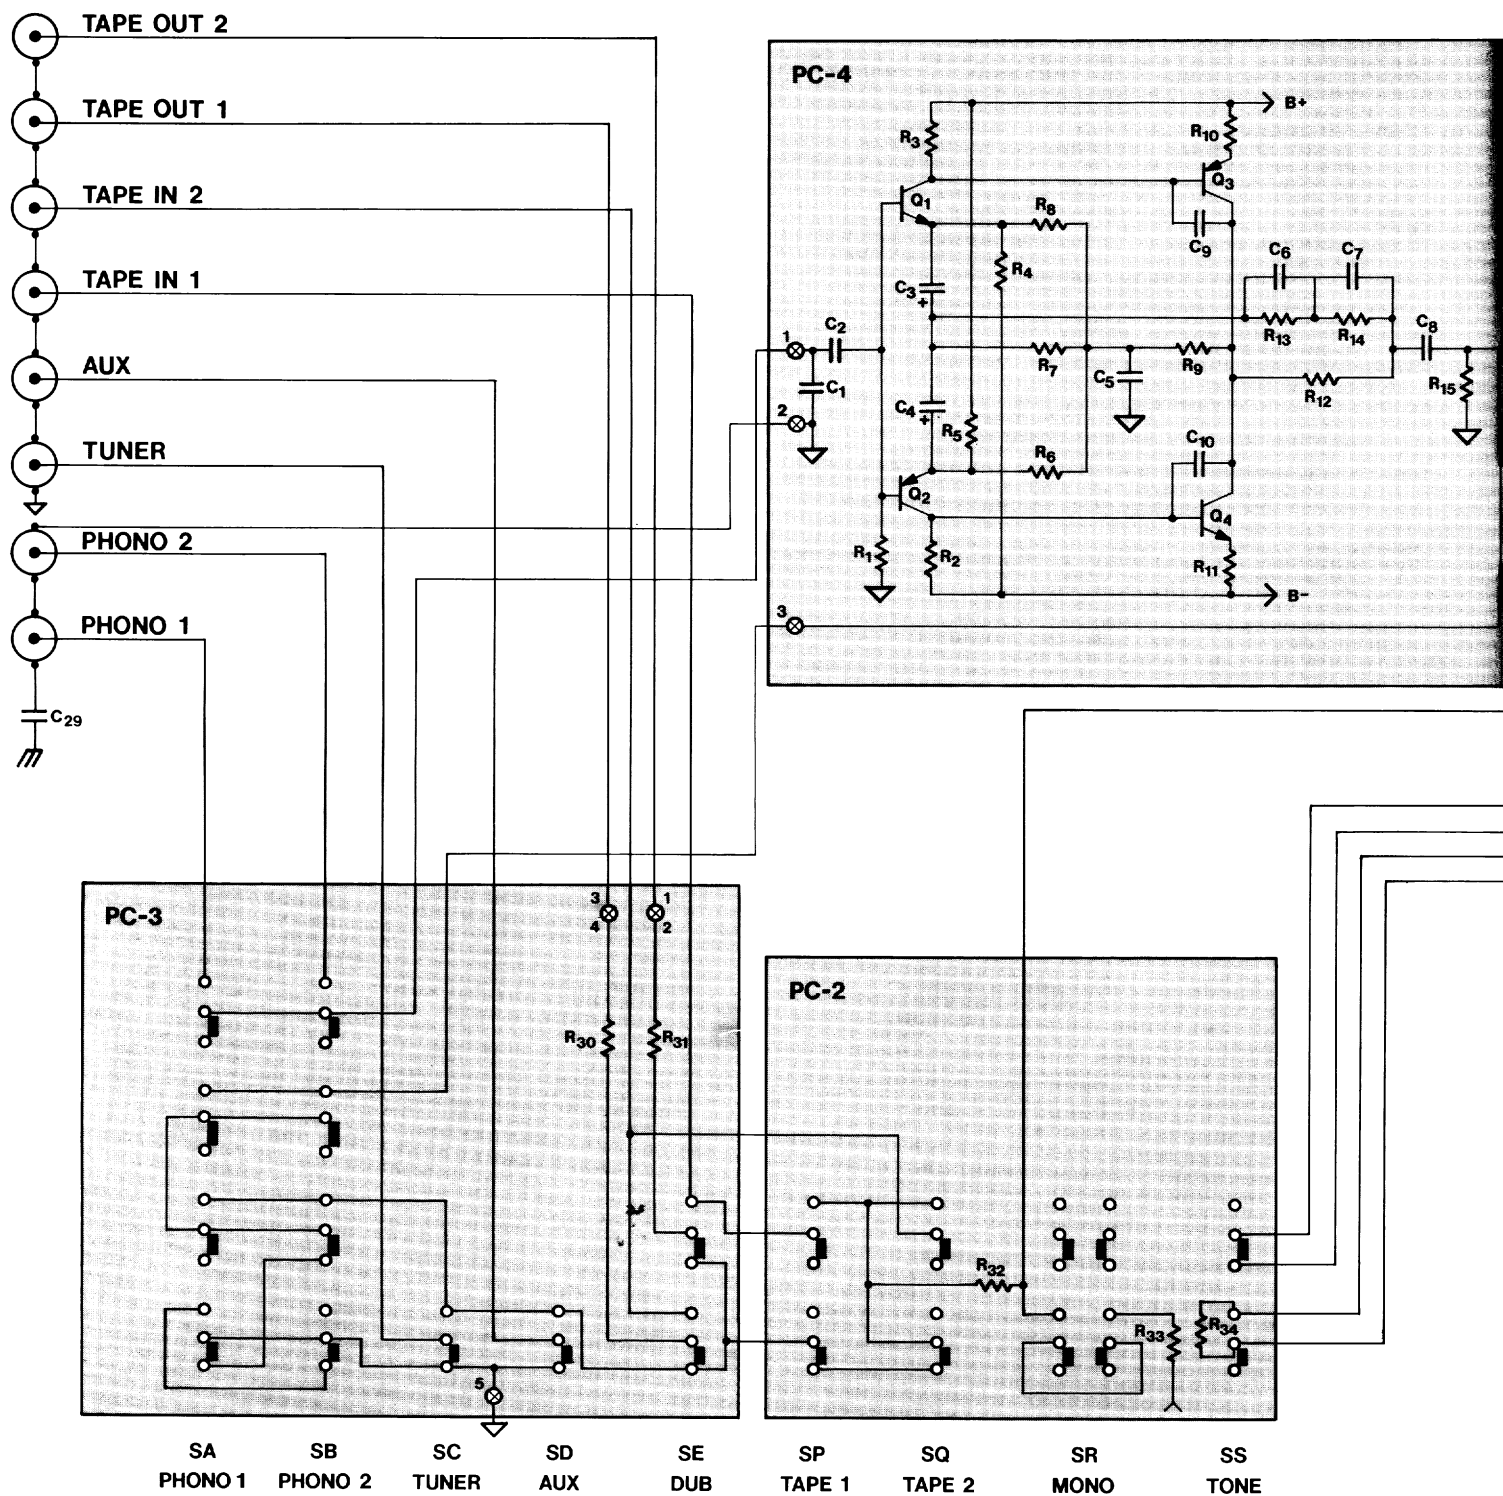 TAPE OUT 2
TAPE OUT 1
TAPE IN 2
TAPE IN 1
AUX
TUNER
PHONO 2
PHONO 1
C29
PC-4
B+
R3
R10
Q1
Q3
R8
C9
R4
C6
C7
C3
+
R13
R14
C8
1
C2
R7
C5
R9
R12
R15
C1
2
C4
+
R5
C10
R6
Q2
Q4
R1
R2
R11
B-
3
PC-3
3
4
1
2
R30
R31
5
PC-2
R32
R33
R34
SA
PHONO 1
SB
PHONO 2
SC
TUNER
SD
AUX
SE
DUB
SP
TAPE 1
SQ
TAPE 2
SR
MONO
SS
TONE